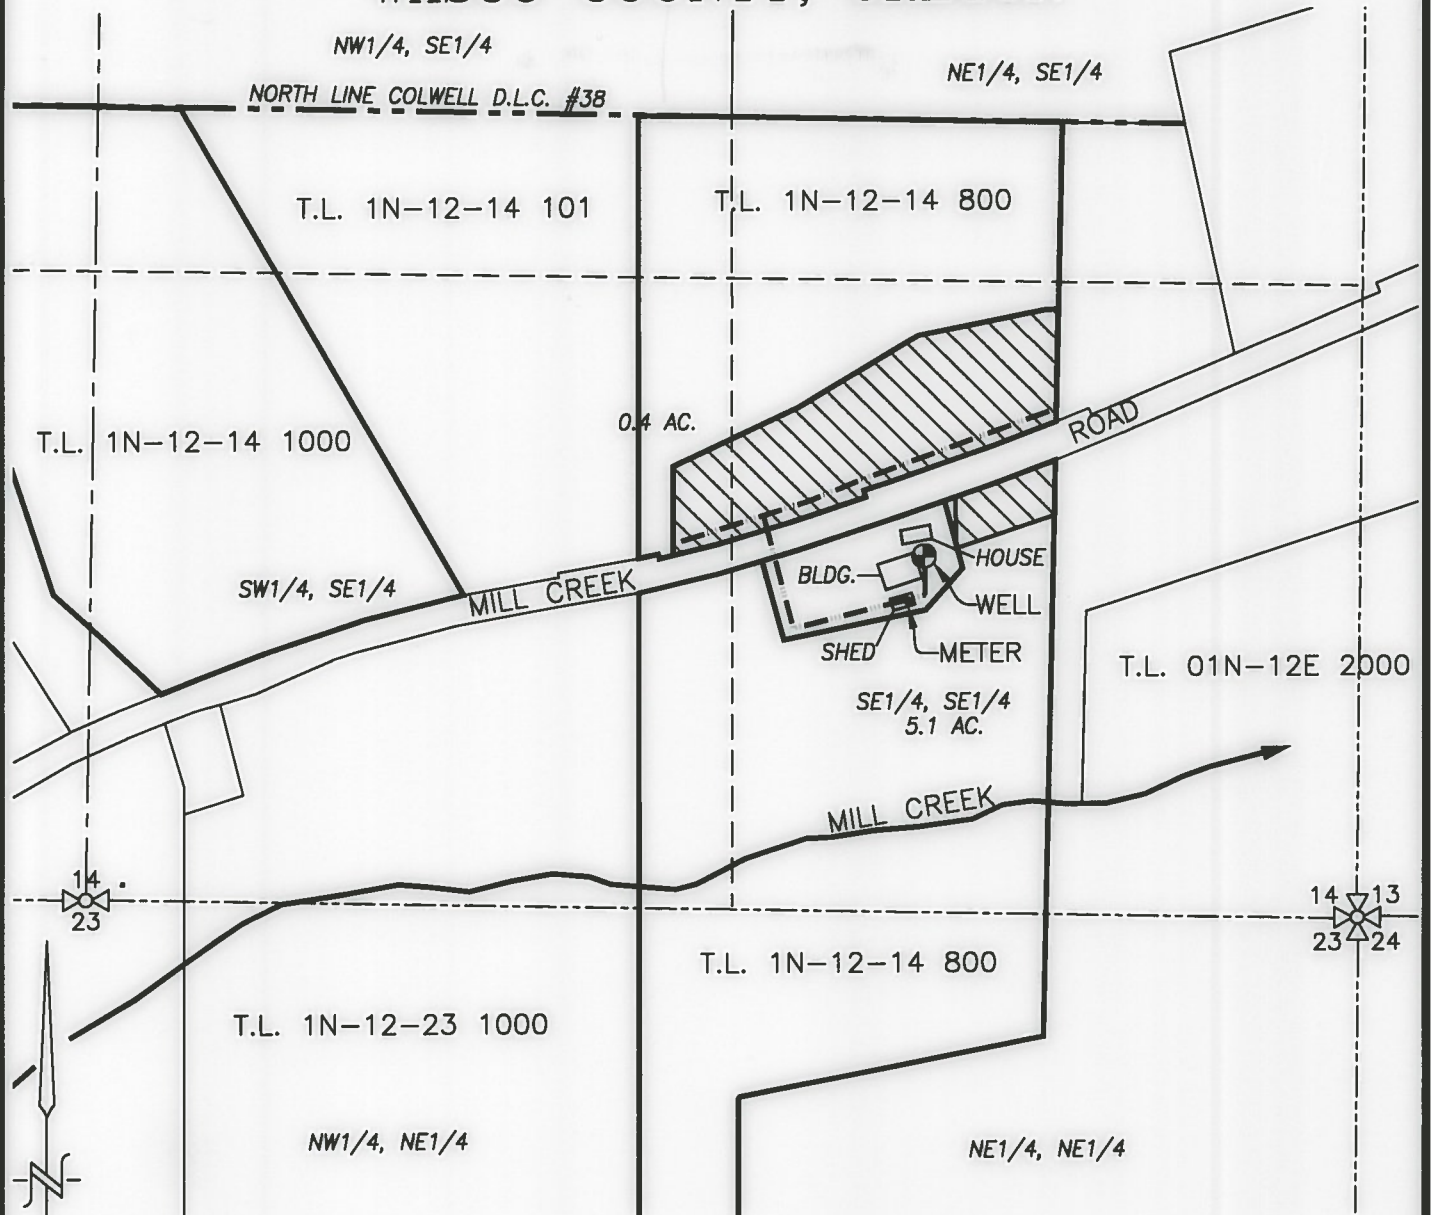 NW1/4, SE1/4
NE1/4, SE1/4
NORTH LINE COLWELL D.L.C. #38
T.L. 1N-12-14 101
T.L. 1N-12-14 800
0.4 AC.
ROAD
T.L. 1N-12-14 1000
HOUSE
BLDG.
SW1/4, SE1/4
MILL CREEK
WELL
SHED
METER
T.L. 01N-12E 2000
SE1/4, SE1/4
5.1 AC.
MILL CREEK
14
23
14 13
23 24
T.L. 1N-12-14 800
T.L. 1N-12-23 1000
NW1/4, NE1/4
NE1/4, NE1/4
N